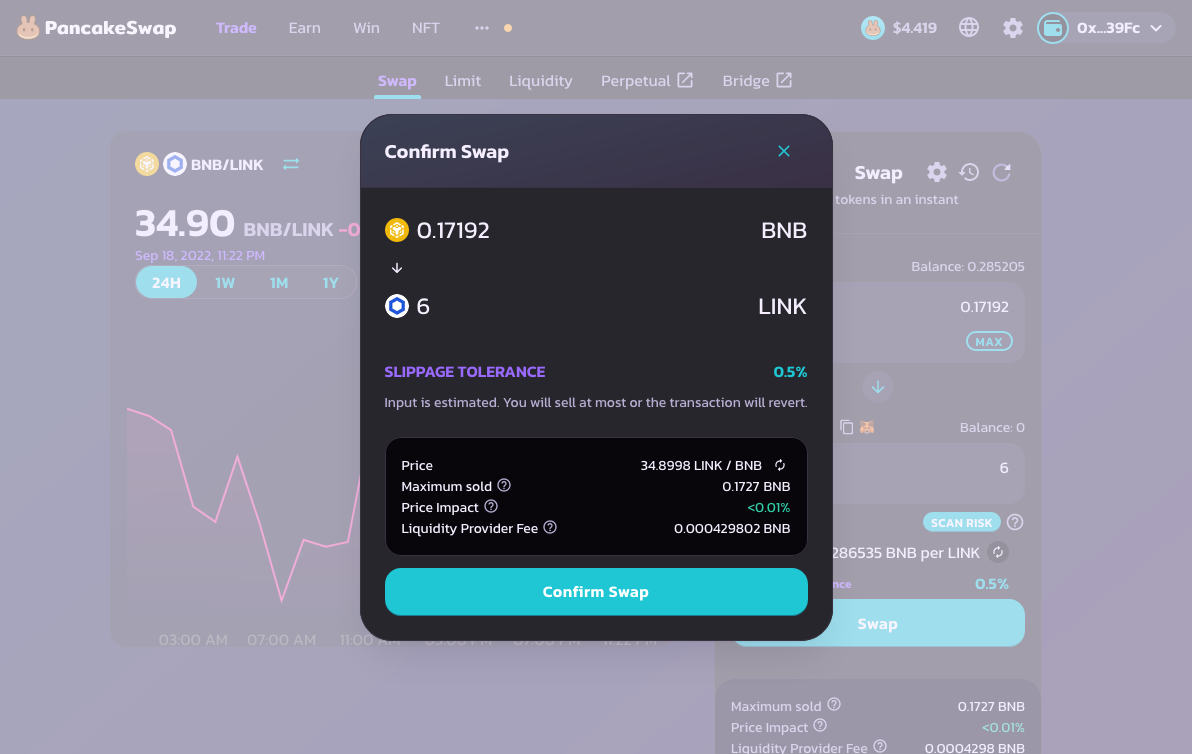 PancakeSwap Trade Earn Win NFT ··· $4.419 0x...39Fc
Swap Limit Liquidity Perpetual Bridge
BNB/LINK
34.90 BNB/LINK -0
Sep 18, 2022, 11:22 PM
24H 1W 1M 1Y
03:00 AM 07:00 AM 11:00 AM 11:22 PM
Confirm Swap
0.17192 BNB
6 LINK
SLIPPAGE TOLERANCE 0.5%
Input is estimated. You will sell at most or the transaction will revert.
Price 34.8998 LINK / BNB
Maximum sold 0.1727 BNB
Price Impact <0.01%
Liquidity Provider Fee 0.000429802 BNB
Confirm Swap
Swap
tokens in an instant
Balance: 0.285205
0.17192
MAX
Balance: 0
6
SCAN RISK
286535 BNB per LINK
nce 0.5%
Swap
Maximum sold 0.1727 BNB
Price Impact <0.01%
Liquidity Provider Fee 0.0004298 BNB